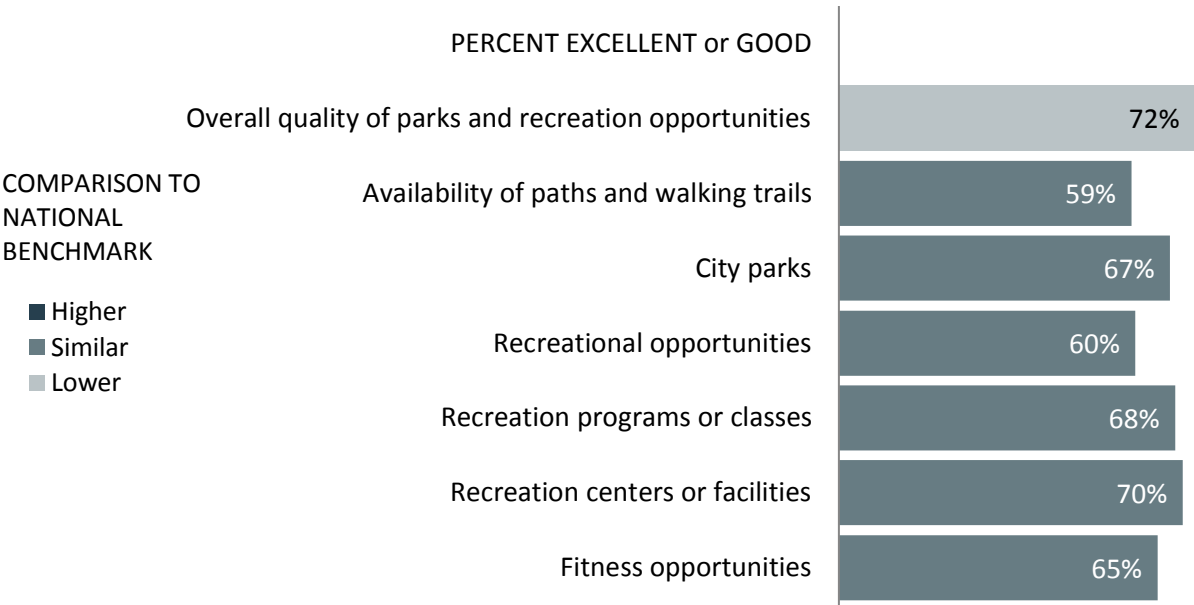 PERCENT EXCELLENT or GOOD
Overall quality of parks and recreation opportunities 72%
COMPARISON TO
NATIONAL
BENCHMARK
Higher
Similar
Lower
Availability of paths and walking trails 59%
City parks 67%
Recreational opportunities 60%
Recreation programs or classes 68%
Recreation centers or facilities 70%
Fitness opportunities 65%